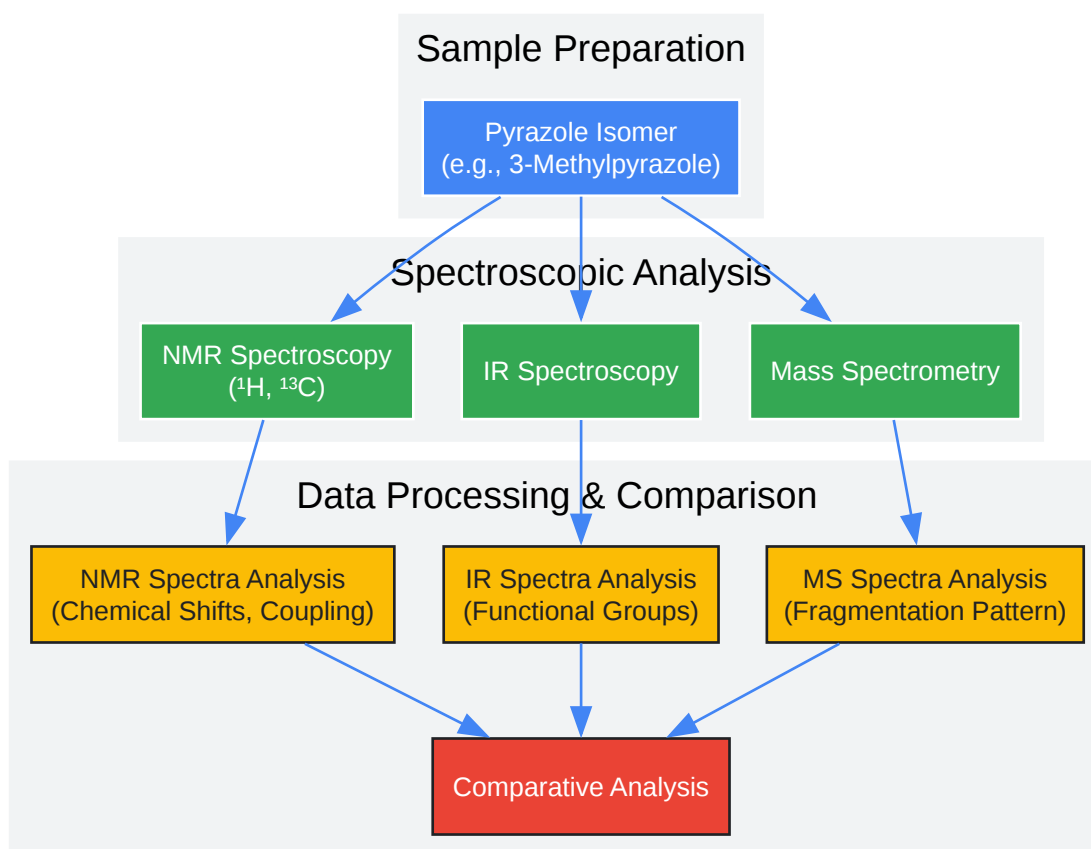 Sample Preparation
Pyrazole Isomer
(e.g., 3-Methylpyrazole)
Spectroscopic Analysis
NMR Spectroscopy
(¹H, ¹³C)
IR Spectroscopy
Mass Spectrometry
Data Processing & Comparison
NMR Spectra Analysis
(Chemical Shifts, Coupling)
IR Spectra Analysis
(Functional Groups)
MS Spectra Analysis
(Fragmentation Pattern)
Comparative Analysis